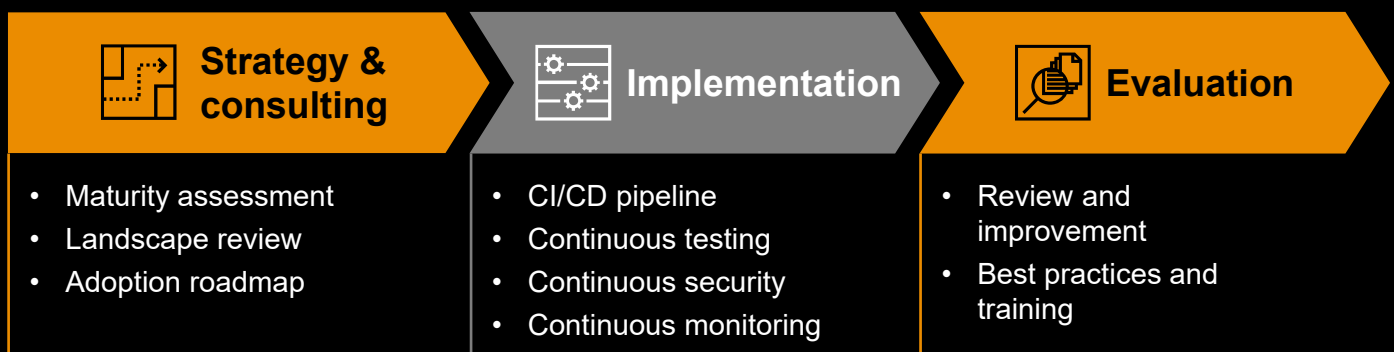 Strategy &
consulting
• Maturity assessment
• Landscape review
• Adoption roadmap
Implementation
• CI/CD pipeline
• Continuous testing
• Continuous security
• Continuous monitoring
Evaluation
• Review and
improvement
• Best practices and
training